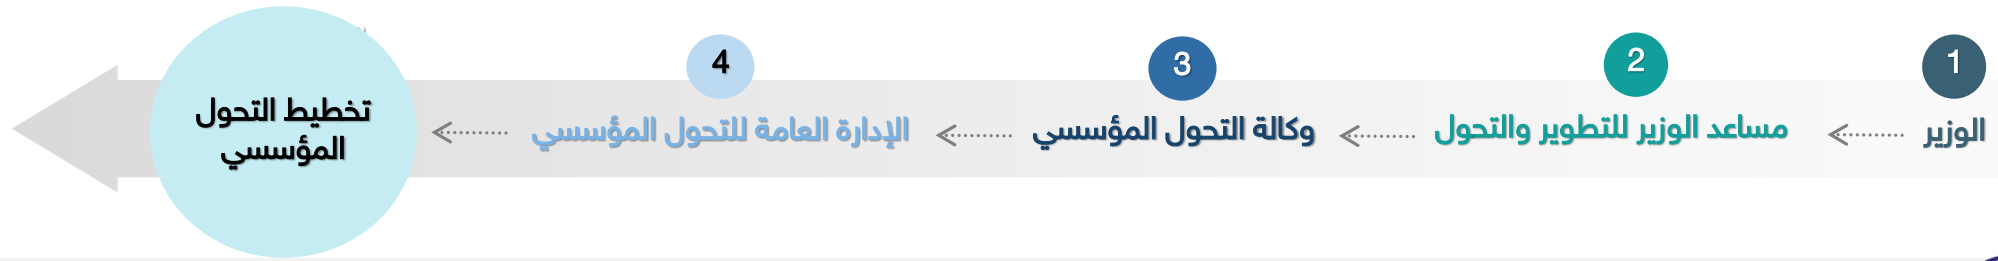 1
الوزير
2
مساعد الوزير للتطوير والتحول
3
وكالة التحول المؤسسي
4
الإدارة العامة للتحول المؤسسي
تخطيط التحول
المؤسسي